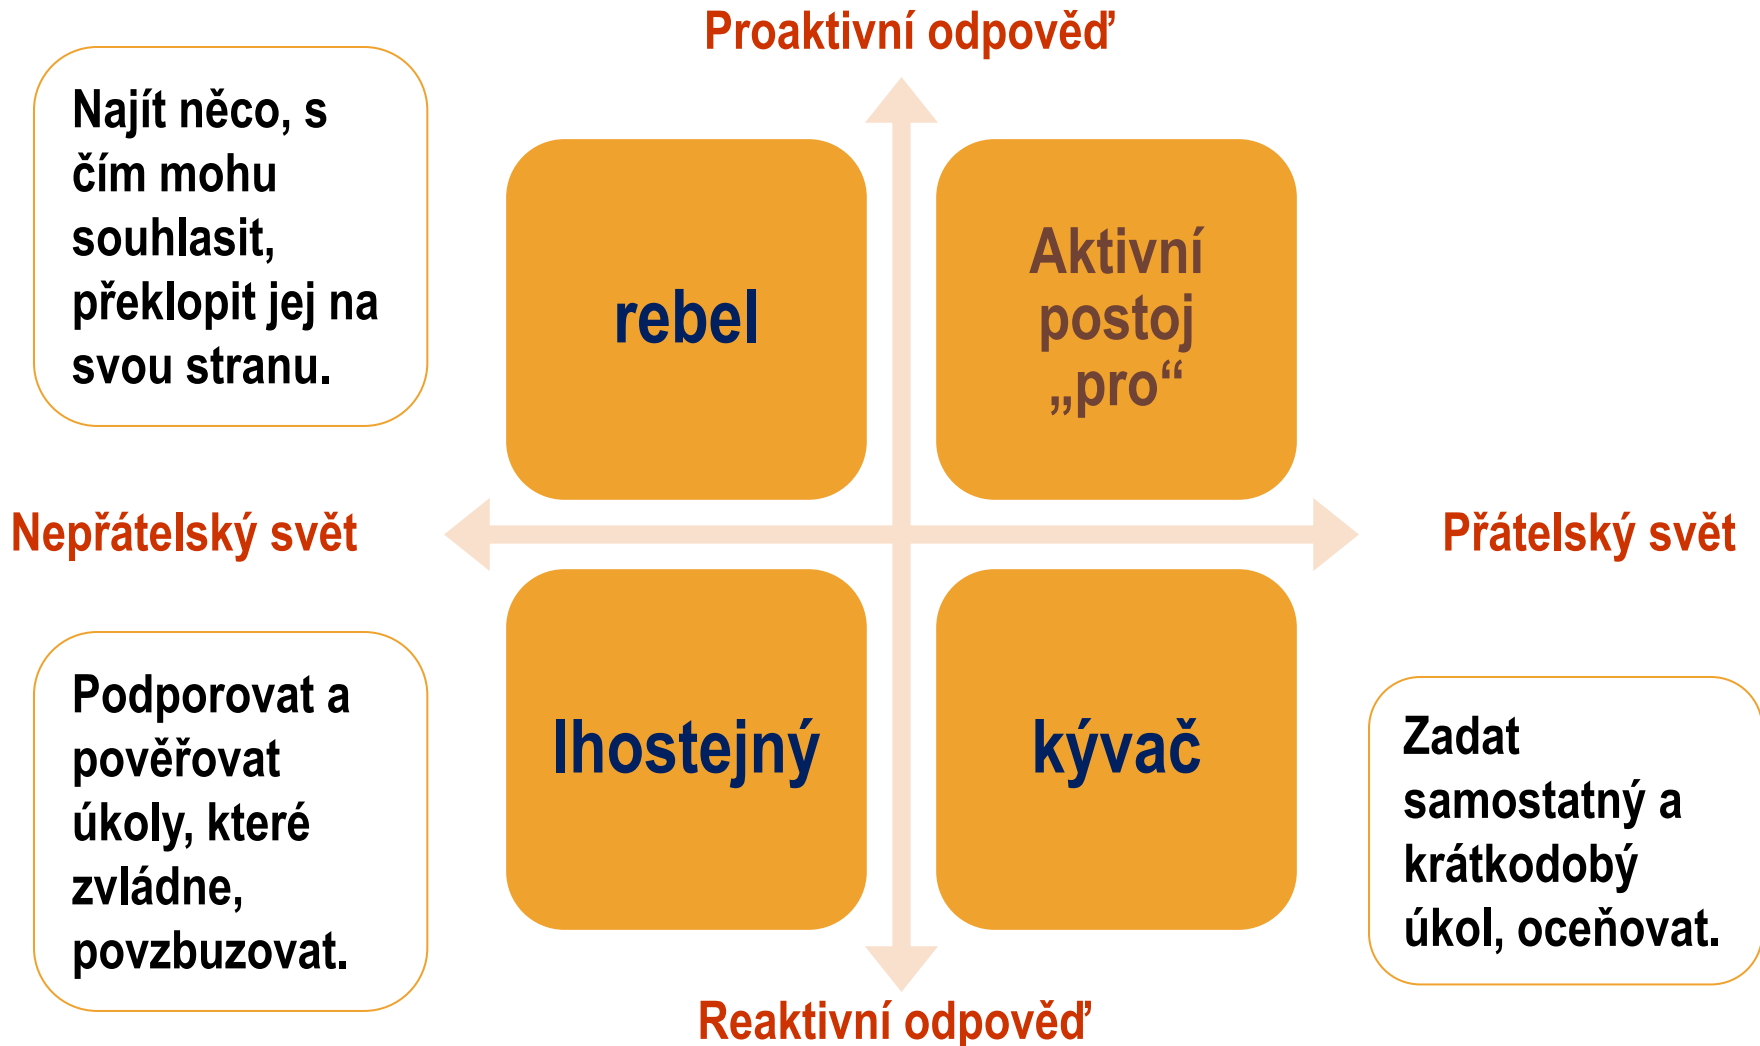 Proaktivní odpověď
Najít něco, s
čím mohu
souhlasit,
překlopit jej na
svou stranu.
rebel
Aktivní
postoj
„pro“
Nepřátelský svět
Přátelský svět
Podporovat a
pověřovat
úkoly, které
zvládne,
povzbuzovat.
lhostejný
kývač
Zadat
samostatný a
krátkodobý
úkol, oceňovat.
Reaktivní odpověď